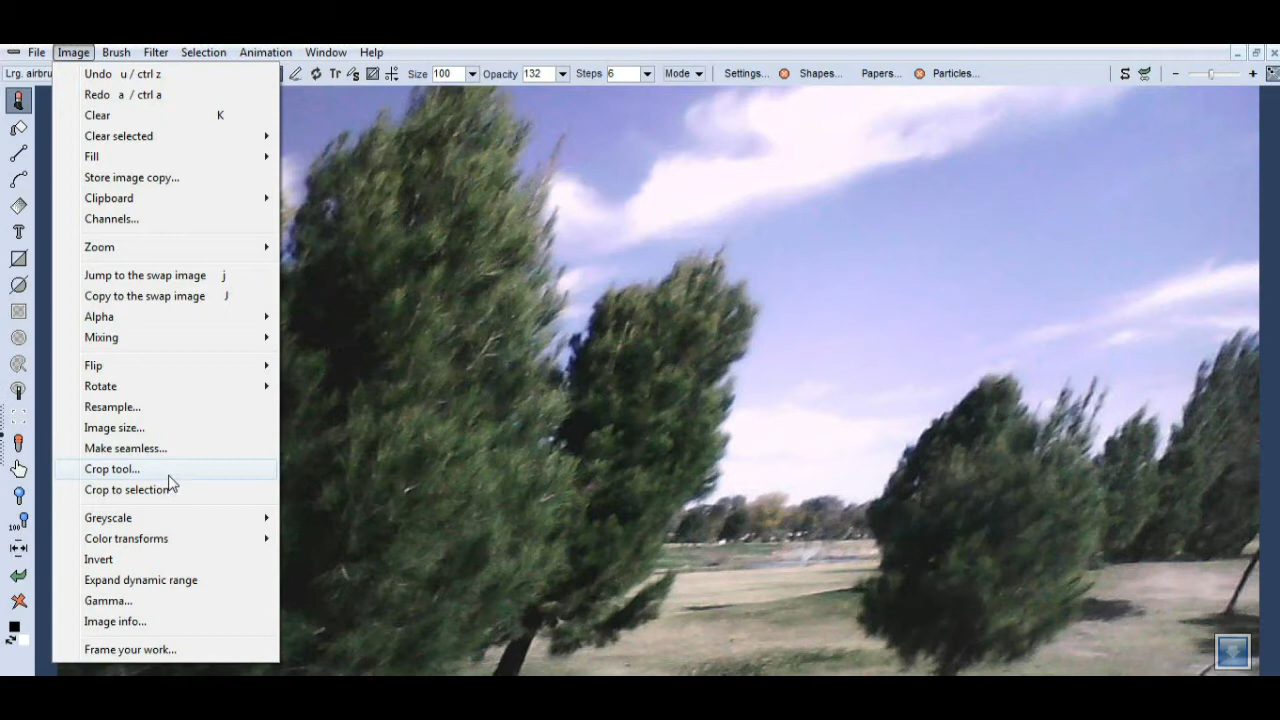 File Image Brush Filter Selection Animation Window Help
Lrg. airbru Tr Size 100 Opacity 132 Steps 6 Mode Settings... Shapes... Papers... Particles... S
Undo u / ctrl z
Redo a / ctrl a
Clear K
Clear selected
Fill
Store image copy...
Clipboard
Channels...
Zoom
Jump to the swap image j
Copy to the swap image J
Alpha
Mixing
Flip
Rotate
Resample...
Image size...
Make seamless...
Crop tool...
Crop to selection
Greyscale
Color transforms
Invert
Expand dynamic range
Gamma...
Image info...
Frame your work...
T
100